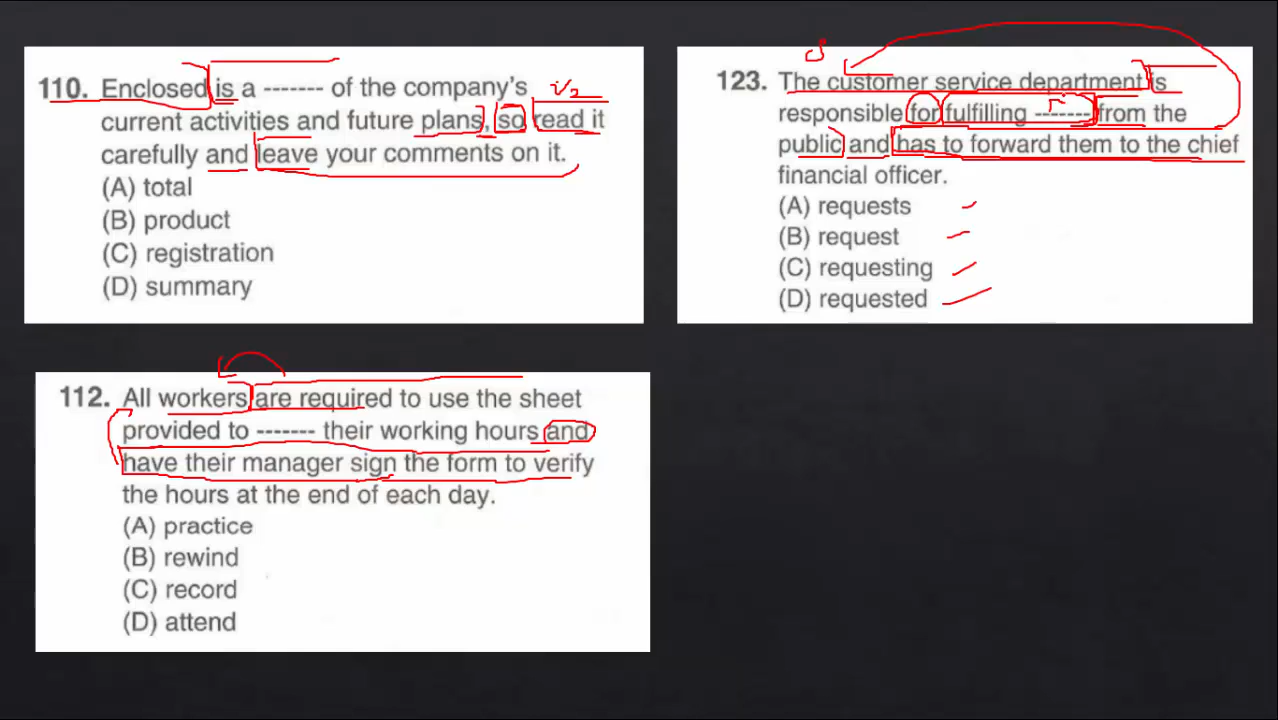 110. Enclosed is a ------- of the company's
current activities and future plans, so read it
carefully and leave your comments on it.
(A) total
(B) product
(C) registration
(D) summary
112. All workers are required to use the sheet
provided to ------- their working hours and
have their manager sign the form to verify
the hours at the end of each day.
(A) practice
(B) rewind
(C) record
(D) attend
123. The customer service department is
responsible for fulfilling ------- from the
public and has to forward them to the chief
financial officer.
(A) requests
(B) request
(C) requesting
(D) requested